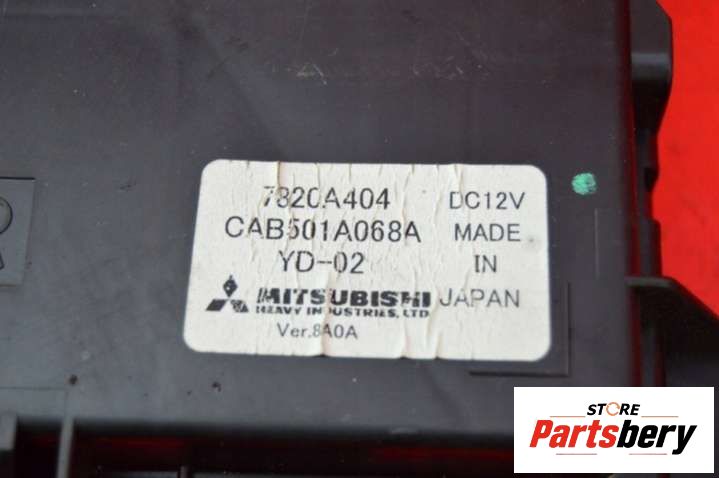 7820A404 DC12V
CAB501A068A MADE
YD-02 IN
MITSUBISHI JAPAN
HEAVY INDUSTRIES, LTD
Ver.8A0A
R
STORE
Partsbery